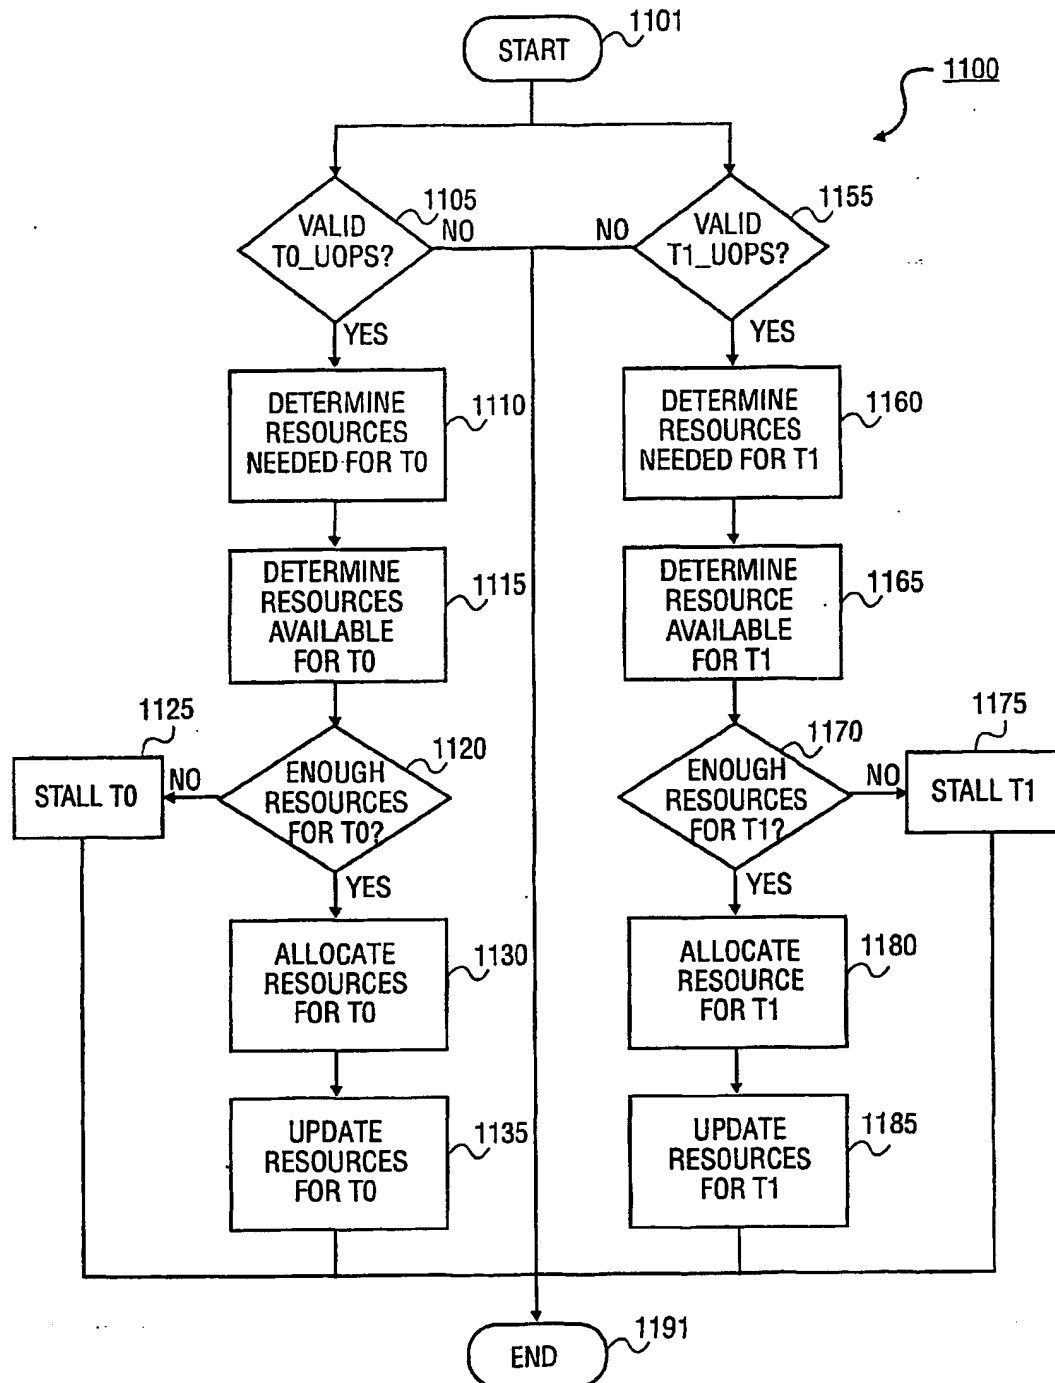 START
1101
1100
VALID
T0_UOPS?
1105
NO
NO
VALID
T1_UOPS?
1155
YES
YES
DETERMINE
RESOURCES
NEEDED FOR T0
1110
DETERMINE
RESOURCES
NEEDED FOR T1
1160
DETERMINE
RESOURCES
AVAILABLE
FOR T0
1115
DETERMINE
RESOURCE
AVAILABLE
FOR T1
1165
1125
STALL T0
NO
ENOUGH
RESOURCES
FOR T0?
1120
ENOUGH
RESOURCES
FOR T1?
1170
NO
1175
STALL T1
YES
YES
ALLOCATE
RESOURCES
FOR T0
1130
ALLOCATE
RESOURCE
FOR T1
1180
UPDATE
RESOURCES
FOR T0
1135
UPDATE
RESOURCES
FOR T1
1185
END
1191